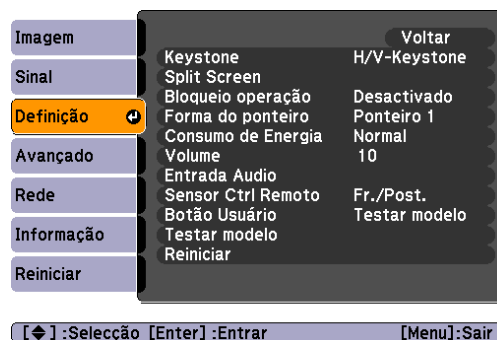 Imagem
Sinal
Definição
Avançado
Rede
Informação
Reiniciar
Voltar
Keystone H/V-Keystone
Split Screen
Bloqueio operação Desactivado
Forma do ponteiro Ponteiro 1
Consumo de Energia Normal
Volume 10
Entrada Audio
Sensor Ctrl Remoto Fr./Post.
Botão Usuário Testar modelo
Testar modelo
Reiniciar
[◆] :Selecção [Enter] :Entrar [Menu]:Sair